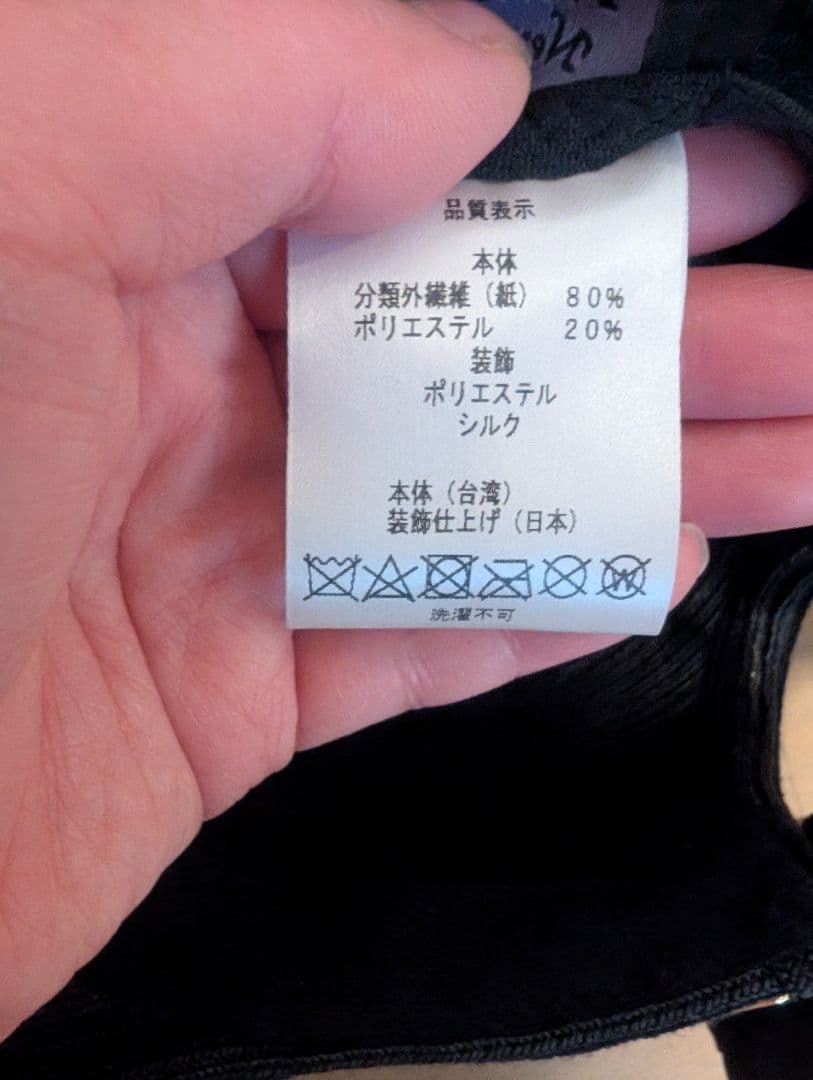 品質表示
本体
分類外繊維（紙） 80%
ポリエステル 20%
装飾
ポリエステル
シルク
本体（台湾）
装飾仕上げ（日本）
W
洗濯不可